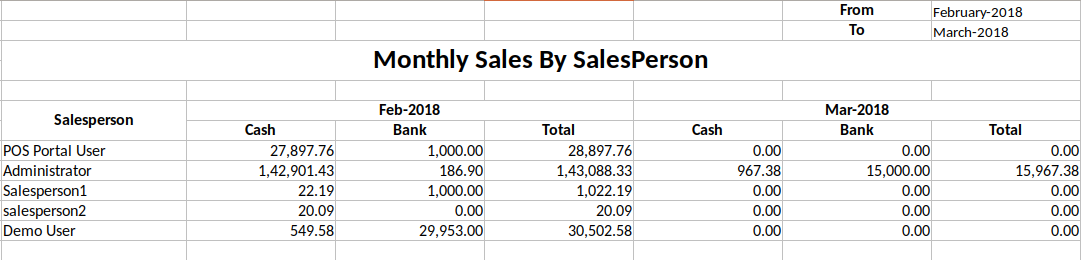 From February-2018
To March-2018
Monthly Sales By SalesPerson
Salesperson Feb-2018 Mar-2018
Cash Bank Total Cash Bank Total
POS Portal User 27,897.76 1,000.00 28,897.76 0.00 0.00 0.00
Administrator 1,42,901.43 186.90 1,43,088.33 967.38 15,000.00 15,967.38
Salesperson1 22.19 1,000.00 1,022.19 0.00 0.00 0.00
salesperson2 20.09 0.00 20.09 0.00 0.00 0.00
Demo User 549.58 29,953.00 30,502.58 0.00 0.00 0.00